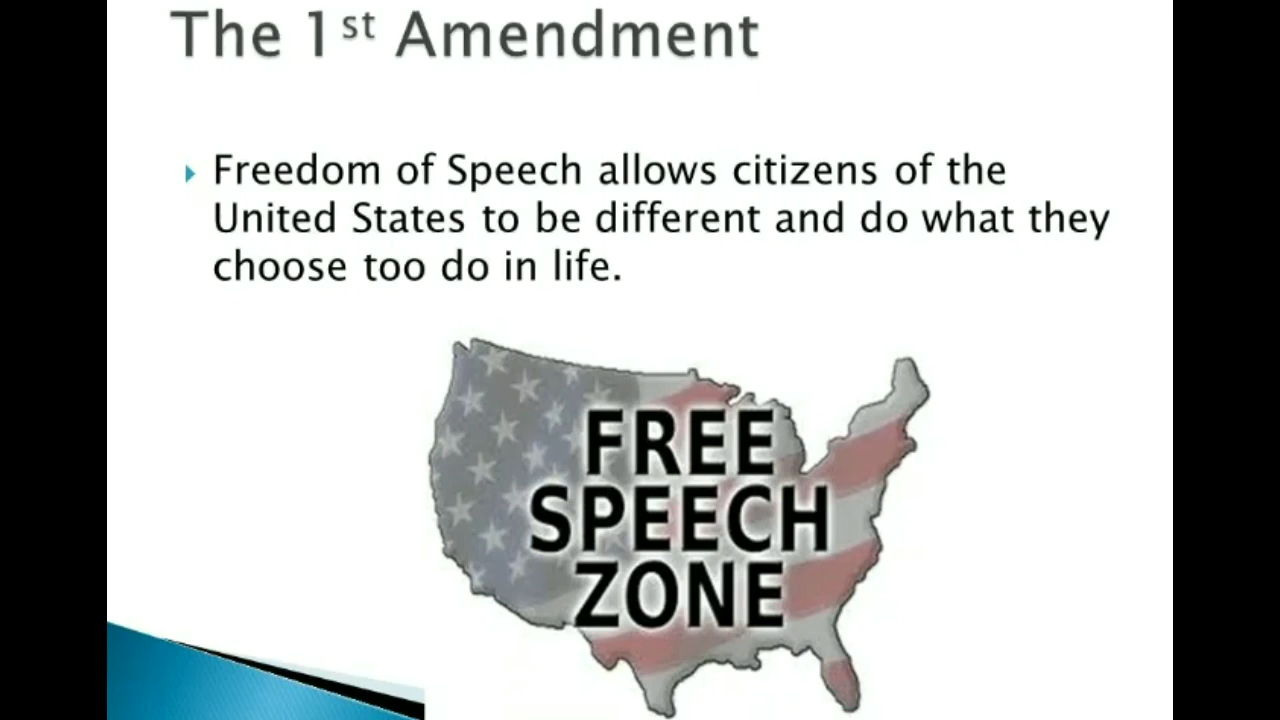 The 1st Amendment
Freedom of Speech allows citizens of the
United States to be different and do what they
choose too do in life.
FREE
SPEECH
ZONE